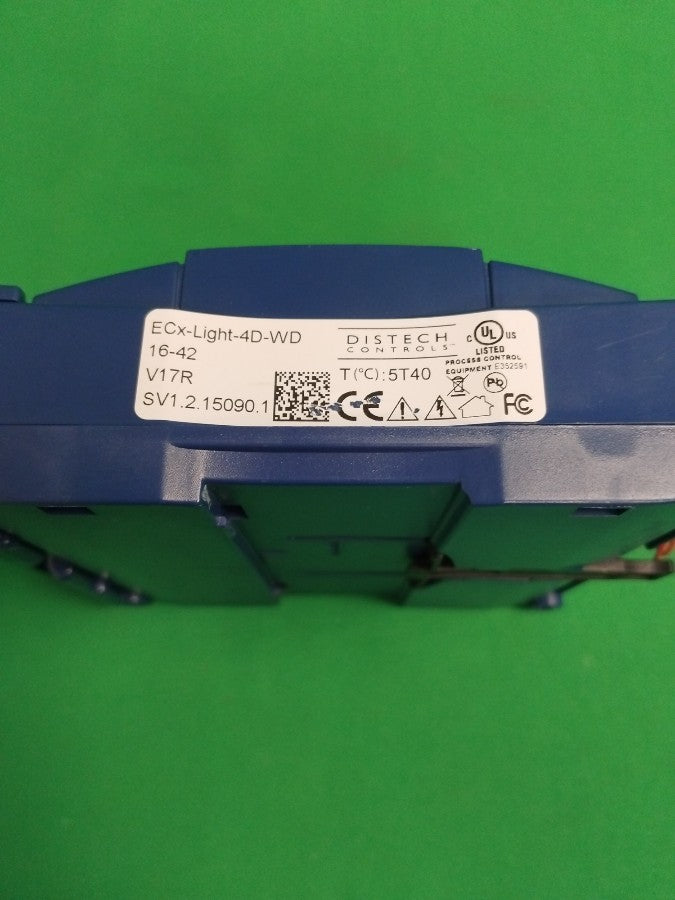 ECx-Light-4D-WD
16-42
V17R
SV1.2.15090.1
DISTECH
CONTROLS™
T(°C):5T40
C UL US
LISTED
PROCESS CONTROL
EQUIPMENT E352591
Pb
CE
FC